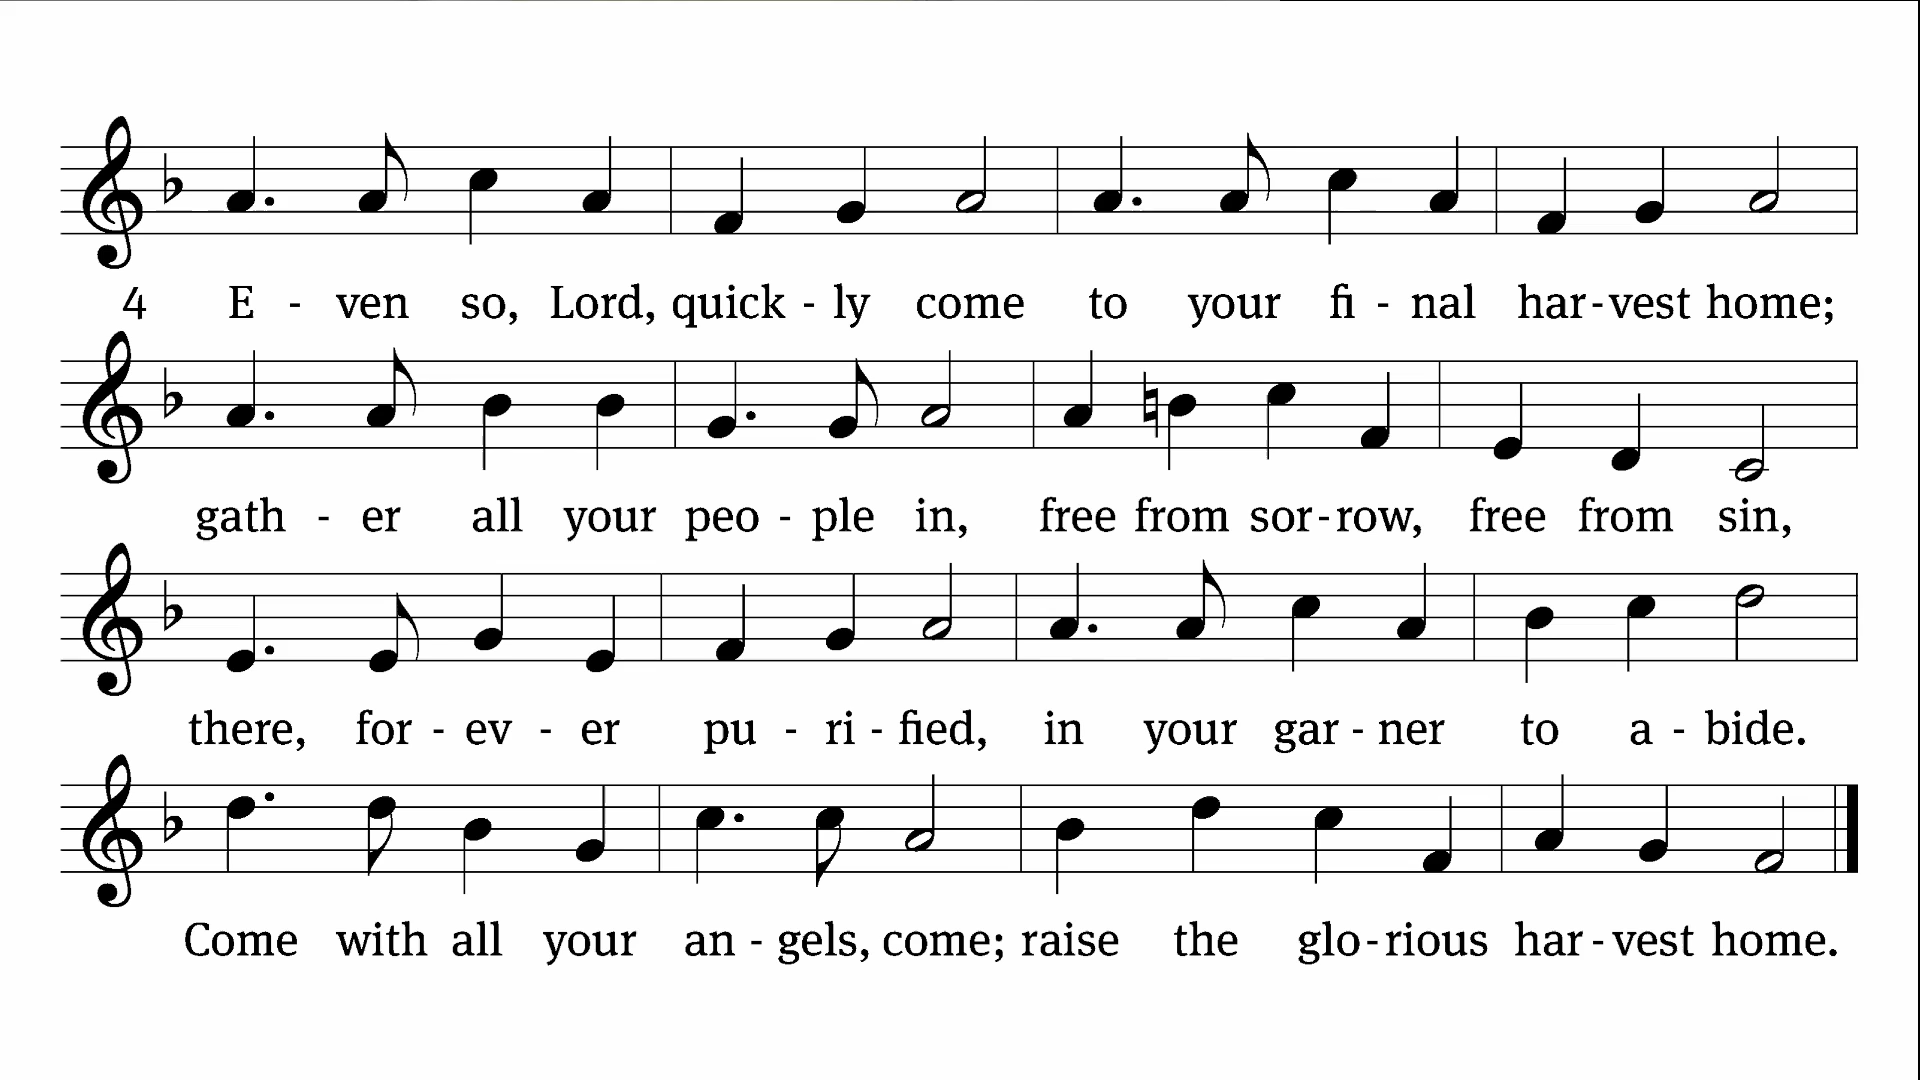 4 E - ven so, Lord, quick - ly come to your fi - nal har - vest home;
gath - er all your peo - ple in, free from sor - row, free from sin,
there, for - ev - er pu - ri - fied, in your gar - ner to a - bide.
Come with all your an - gels, come; raise the glo - rious har - vest home.